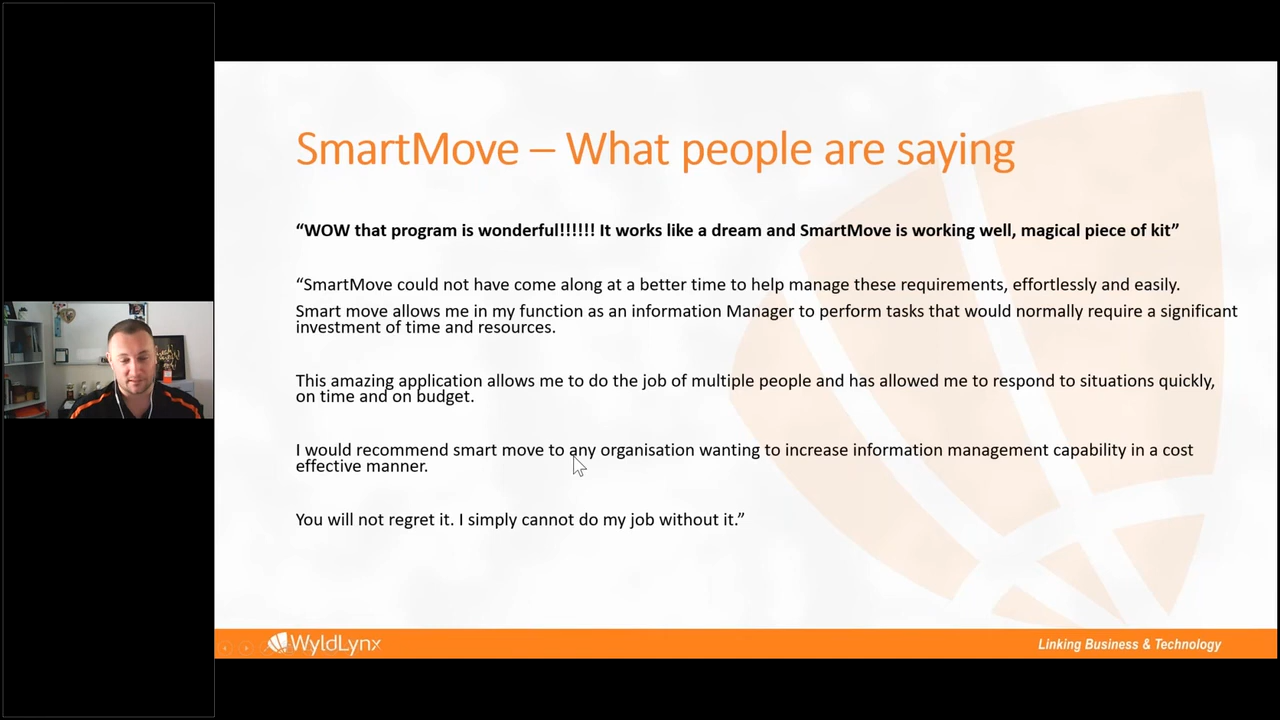 SmartMove – What people are saying
“WOW that program is wonderful!!!!!! It works like a dream and SmartMove is working well, magical piece of kit”
“SmartMove could not have come along at a better time to help manage these requirements, effortlessly and easily.
Smart move allows me in my function as an information Manager to perform tasks that would normally require a significant
investment of time and resources.
This amazing application allows me to do the job of multiple people and has allowed me to respond to situations quickly,
on time and on budget.
I would recommend smart move to any organisation wanting to increase information management capability in a cost
effective manner.
You will not regret it. I simply cannot do my job without it.”
WyldLynx
Linking Business & Technology